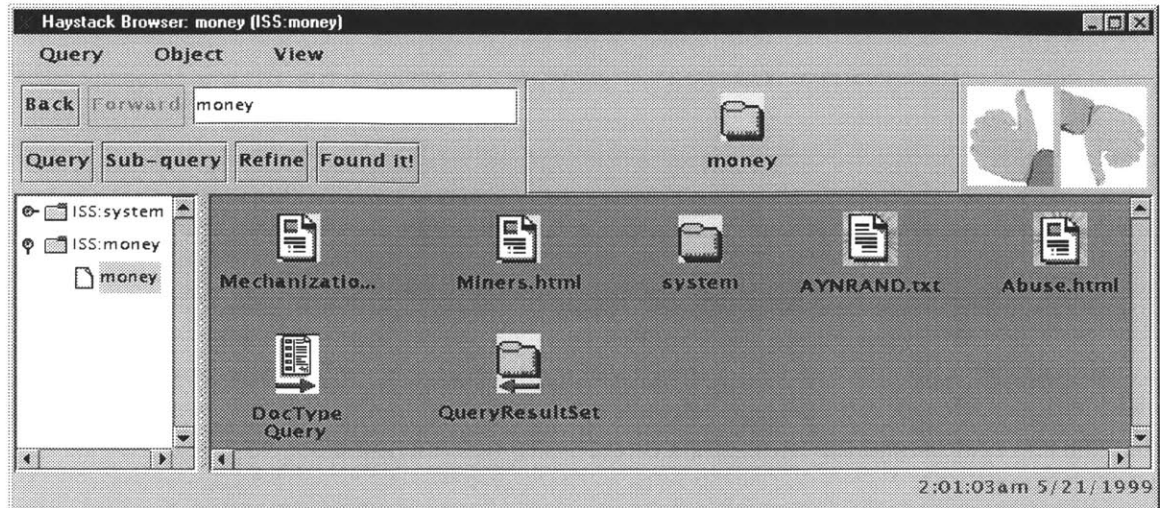 Haystack Browser: money (ISS:money)
Query Object View
Back Forward money
money
Query Sub-query Refine Found it!
ISS:system
ISS:money
money
Mechanizatio... Miners.html system AYNRAND.txt Abuse.html
DocType
Query
QueryResultSet
2:01:03am 5/21/1999